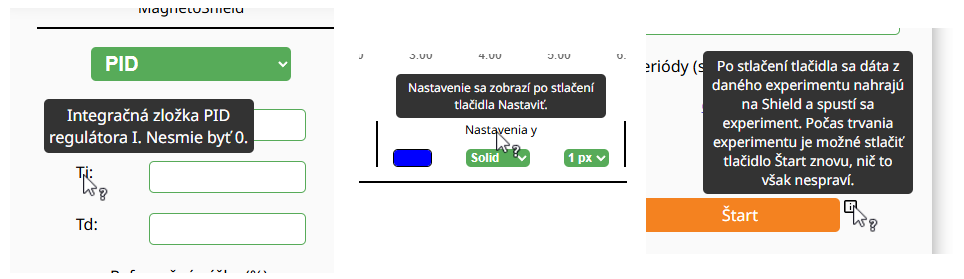 MagnetoShield
PID
Integračná zložka PID
regulátora I. Nesmie byť 0.
Ti:
Td:
3:00 4:00 5:00 6:
Nastavenie sa zobrazí po stlačení
tlačidla Nastaviť.
Nastavenia y
Solid 1 px
eriódy (s
Po stlačení tlačidla sa dáta z
daného experimentu nahrajú
na Shield a spustí sa
experiment. Počas trvania
experimentu je možné stlačiť
tlačidlo Štart znovu, nič to
však nespraví.
Štart